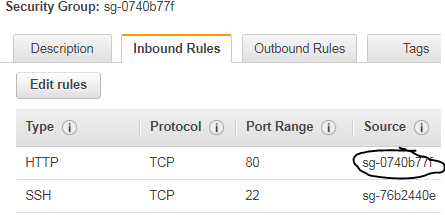 Security Group: sg-0740b77f
Description Inbound Rules Outbound Rules Tags
Edit rules
Type i Protocol i Port Range i Source i
HTTP TCP 80 sg-0740b77f
SSH TCP 22 sg-76b2440e